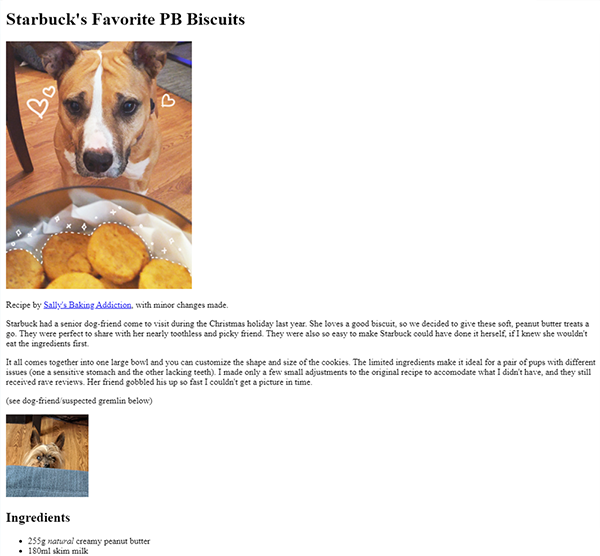 Starbuck's Favorite PB Biscuits
Recipe by Sally's Baking Addiction, with minor changes made.
Starbuck had a senior dog-friend come to visit during the Christmas holiday last year. She loves a good biscuit, so we decided to give these soft, peanut butter treats a
go. They were perfect to share with her nearly toothless and picky friend. They were also so easy to make Starbuck could have done it herself, if I knew she wouldn't
eat the ingredients first.
It all comes together into one large bowl and you can customize the shape and size of the cookies. The limited ingredients make it ideal for a pair of pups with different
issues (one a sensitive stomach and the other lacking teeth). I made only a few small adjustments to the original recipe to accomodate what I didn't have, and they still
received rave reviews. Her friend gobbled his up so fast I couldn't get a picture in time.
(see dog-friend/suspected gremlin below)
Ingredients
• 255g natural creamy peanut butter
• 180ml skim milk